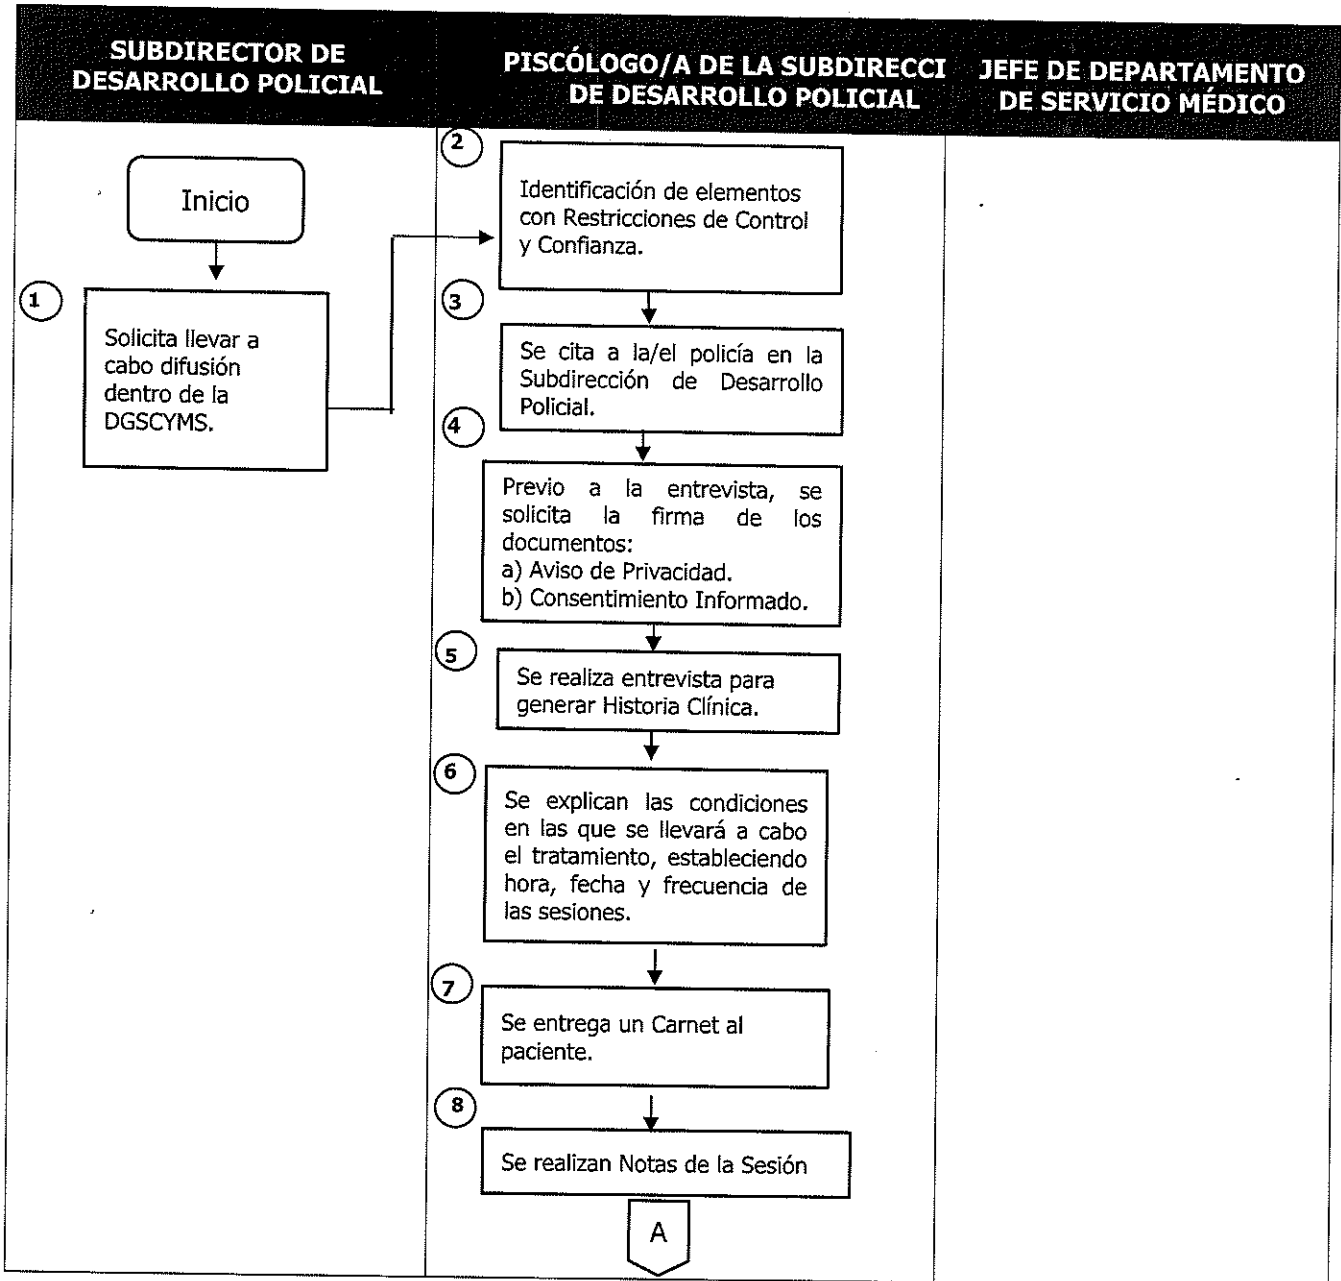 SUBDIRECTOR DE
DESARROLLO POLICIAL
PISCÓLOGO/A DE LA SUBDIRECCI
DE DESARROLLO POLICIAL
JEFE DE DEPARTAMENTO
DE SERVICIO MÉDICO
Inicio
1
Solicita llevar a
cabo difusión
dentro de la
DGSCYMS.
2
Identificación de elementos
con Restricciones de Control
y Confianza.
3
Se cita a la/el policía en la
Subdirección de Desarrollo
Policial.
4
Previo a la entrevista, se
solicita la firma de los
documentos:
a) Aviso de Privacidad.
b) Consentimiento Informado.
5
Se realiza entrevista para
generar Historia Clínica.
6
Se explican las condiciones
en las que se llevará a cabo
el tratamiento, estableciendo
hora, fecha y frecuencia de
las sesiones.
7
Se entrega un Carnet al
paciente.
8
Se realizan Notas de la Sesión
A